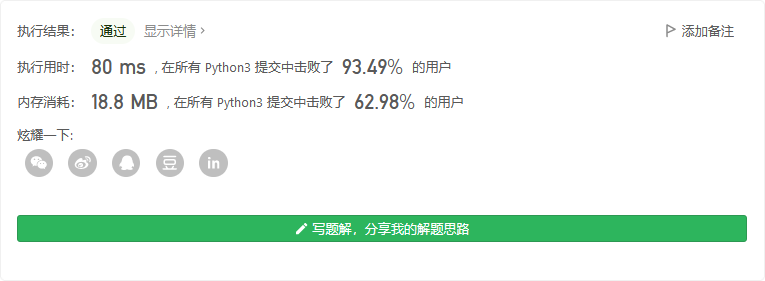 执行结果： 通过 显示详情 > 添加备注
执行用时： 80 ms , 在所有 Python3 提交中击败了 93.49% 的用户
内存消耗： 18.8 MB , 在所有 Python3 提交中击败了 62.98% 的用户
炫耀一下:
豆 in
写题解，分享我的解题思路